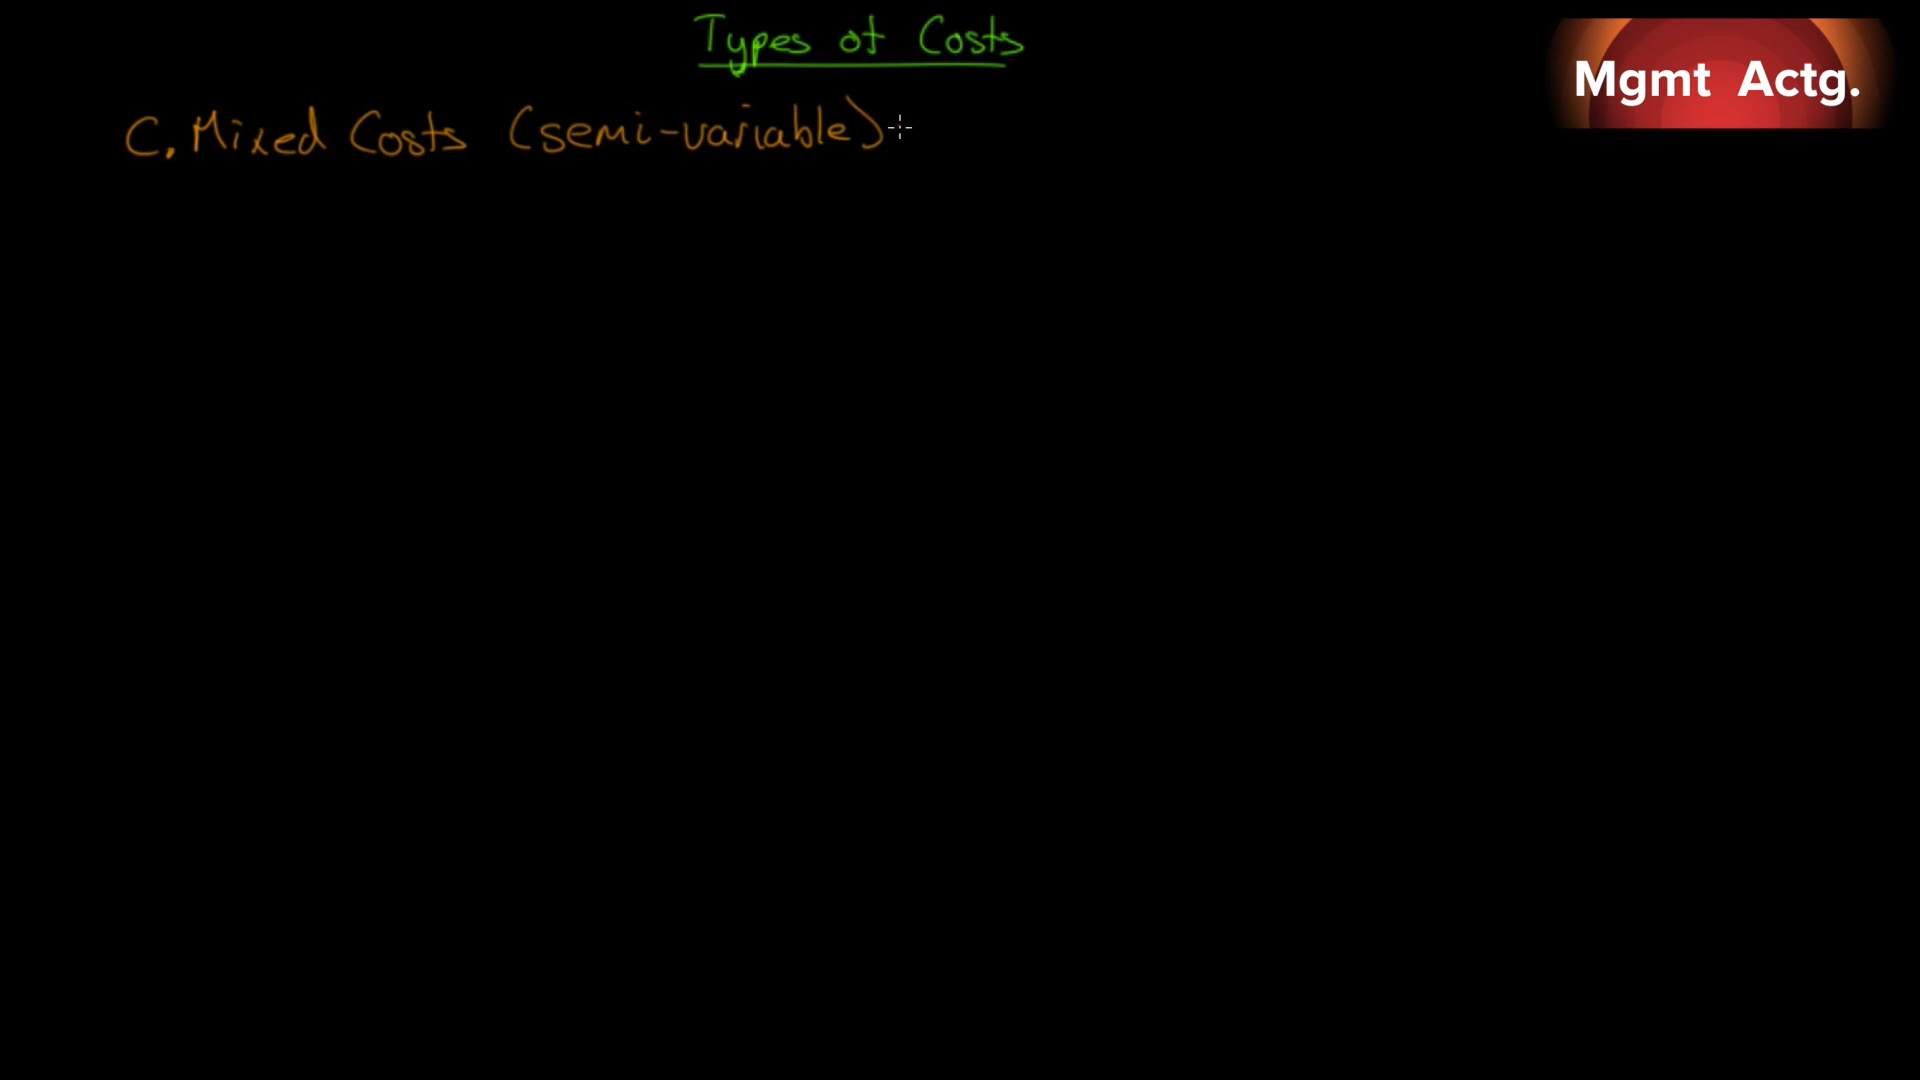 Types of Costs
Mgmt Actg.
C. Mixed Costs (semi-variable)